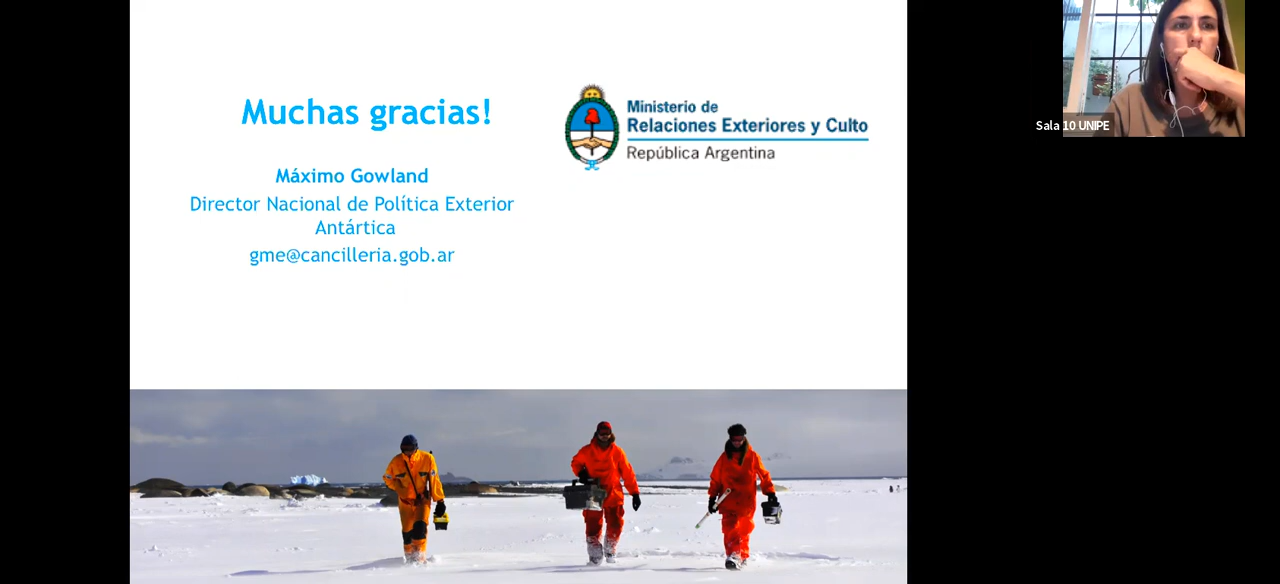 Muchas gracias!
Máximo Gowland
Director Nacional de Política Exterior
Antártica
gme@cancilleria.gob.ar
Ministerio de
Relaciones Exteriores y Culto
República Argentina
Sala 10 UNIPE